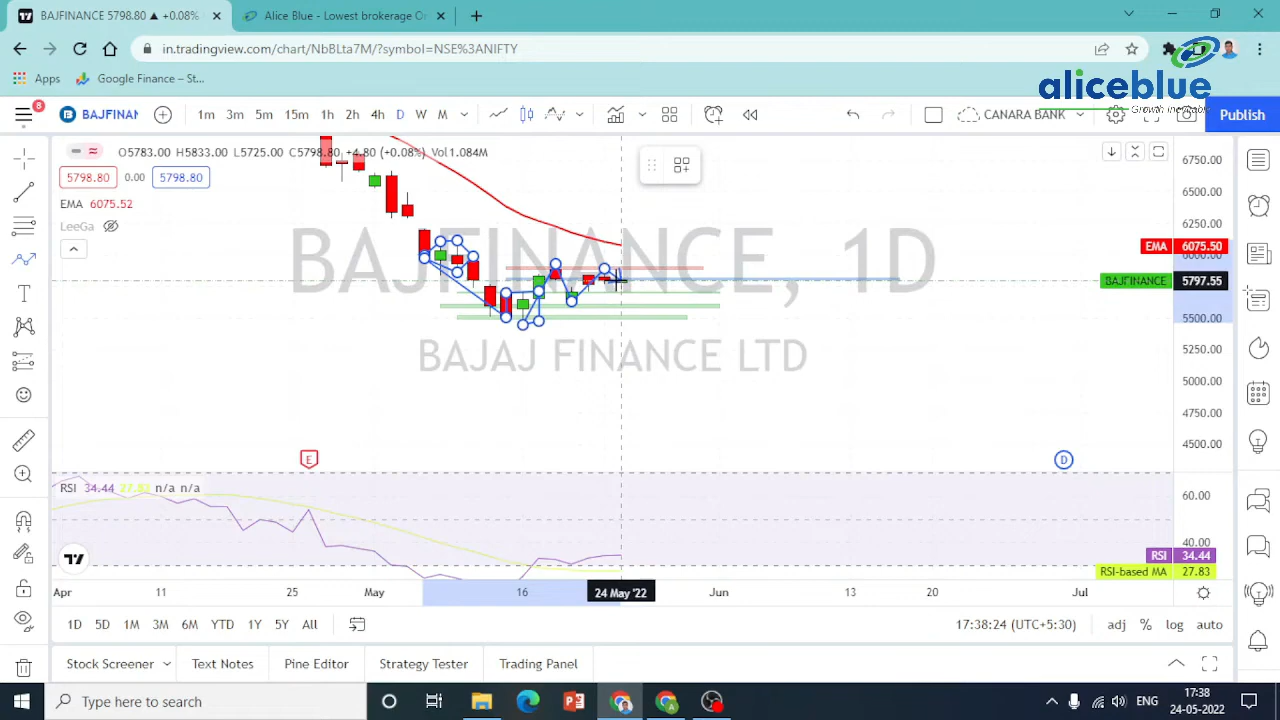 BAJFINANCE 5798.80 ▲ +0.08%
Alice Blue - Lowest brokerage Or
in.tradingview.com/chart/NbBLta7M/?symbol=NSE%3ANIFTY
Apps
Google Finance – St...
aliceblue
8
BAJFINAN
1m 3m 5m 15m 1h 2h 4h D W M
CANARA BANK
Publish
O5783.00 H5833.00 L5725.00 C5798.80 +4.80 (+0.08%) Vol1.084M
5798.80 0.00 5798.80
EMA 6075.52
LeeGa
BAJFINANCE, 1D
BAJAJ FINANCE LTD
6750.00
6500.00
6250.00
EMA 6075.50
6000.00
BAJFINANCE 5797.55
5500.00
5250.00
5000.00
4750.00
4500.00
E
D
RSI 34.44 27.83 n/a n/a
60.00
40.00
RSI 34.44
RSI-based MA 27.83
Apr 11 25 May 16 24 May '22 Jun 13 20 Jul
1D 5D 1M 3M 6M YTD 1Y 5Y All
17:38:24 (UTC+5:30) adj % log auto
Stock Screener Text Notes Pine Editor Strategy Tester Trading Panel
Type here to search
ENG
17:38
24-05-2022